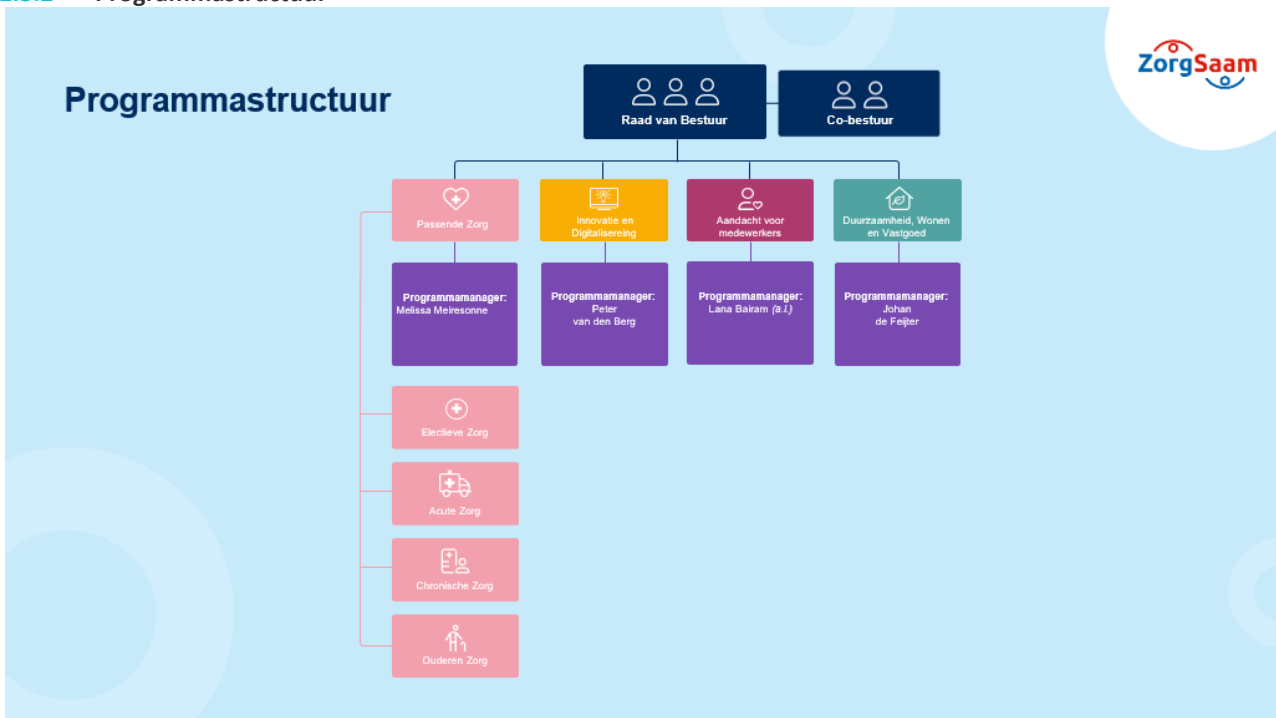 Programmastructuur
Programmastructuur
ZorgSaam
Raad van Bestuur
Co-bestuur
Passende Zorg
Innovatie en
Digitalisereing
Aandacht voor
medewerkers
Duurzaamheid, Wonen
en Vastgoed
Programmamanager:
Melissa Meiresonne
Programmamanager:
Peter
van den Berg
Programmamanager:
Lana Bairam (a.i.)
Programmamanager:
Johan
de Feijter
Electieve Zorg
Acute Zorg
Chronische Zorg
Ouderen Zorg